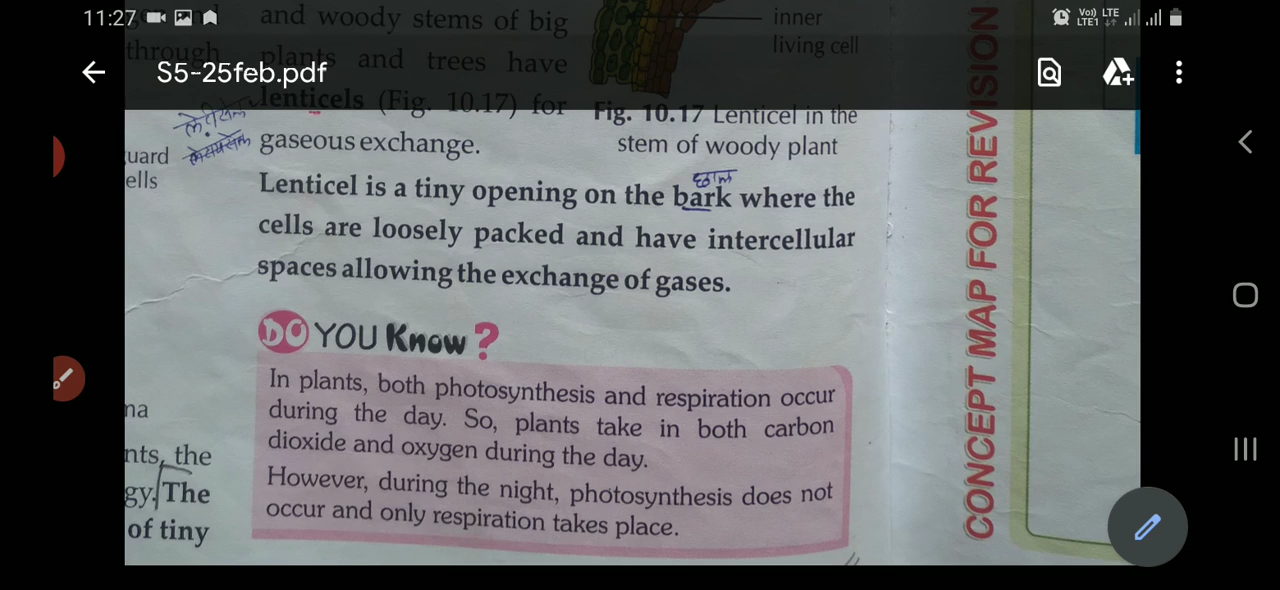 11:27
Vo) LTE
LTE1
S5-25feb.pdf
and woody stems of big
through plants and trees have
lenticels (Fig. 10.17) for
gaseous exchange.
inner
living cell
Fig. 10.17 Lenticel in the
stem of woody plant
uard
ells
छाल
Lenticel is a tiny opening on the bark where the
cells are loosely packed and have intercellular
spaces allowing the exchange of gases.
DO YOU Know?
In plants, both photosynthesis and respiration occur
during the day. So, plants take in both carbon
dioxide and oxygen during the day.
However, during the night, photosynthesis does not
occur and only respiration takes place.
na
nts, the
gy. The
of tiny
CONCEPT MAP FOR REVISION